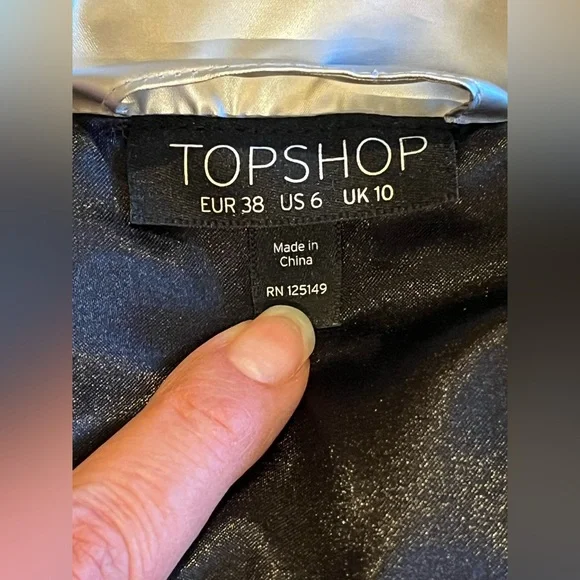 TOPSHOP
EUR 38 US 6 UK 10
Made in
China
RN 125149